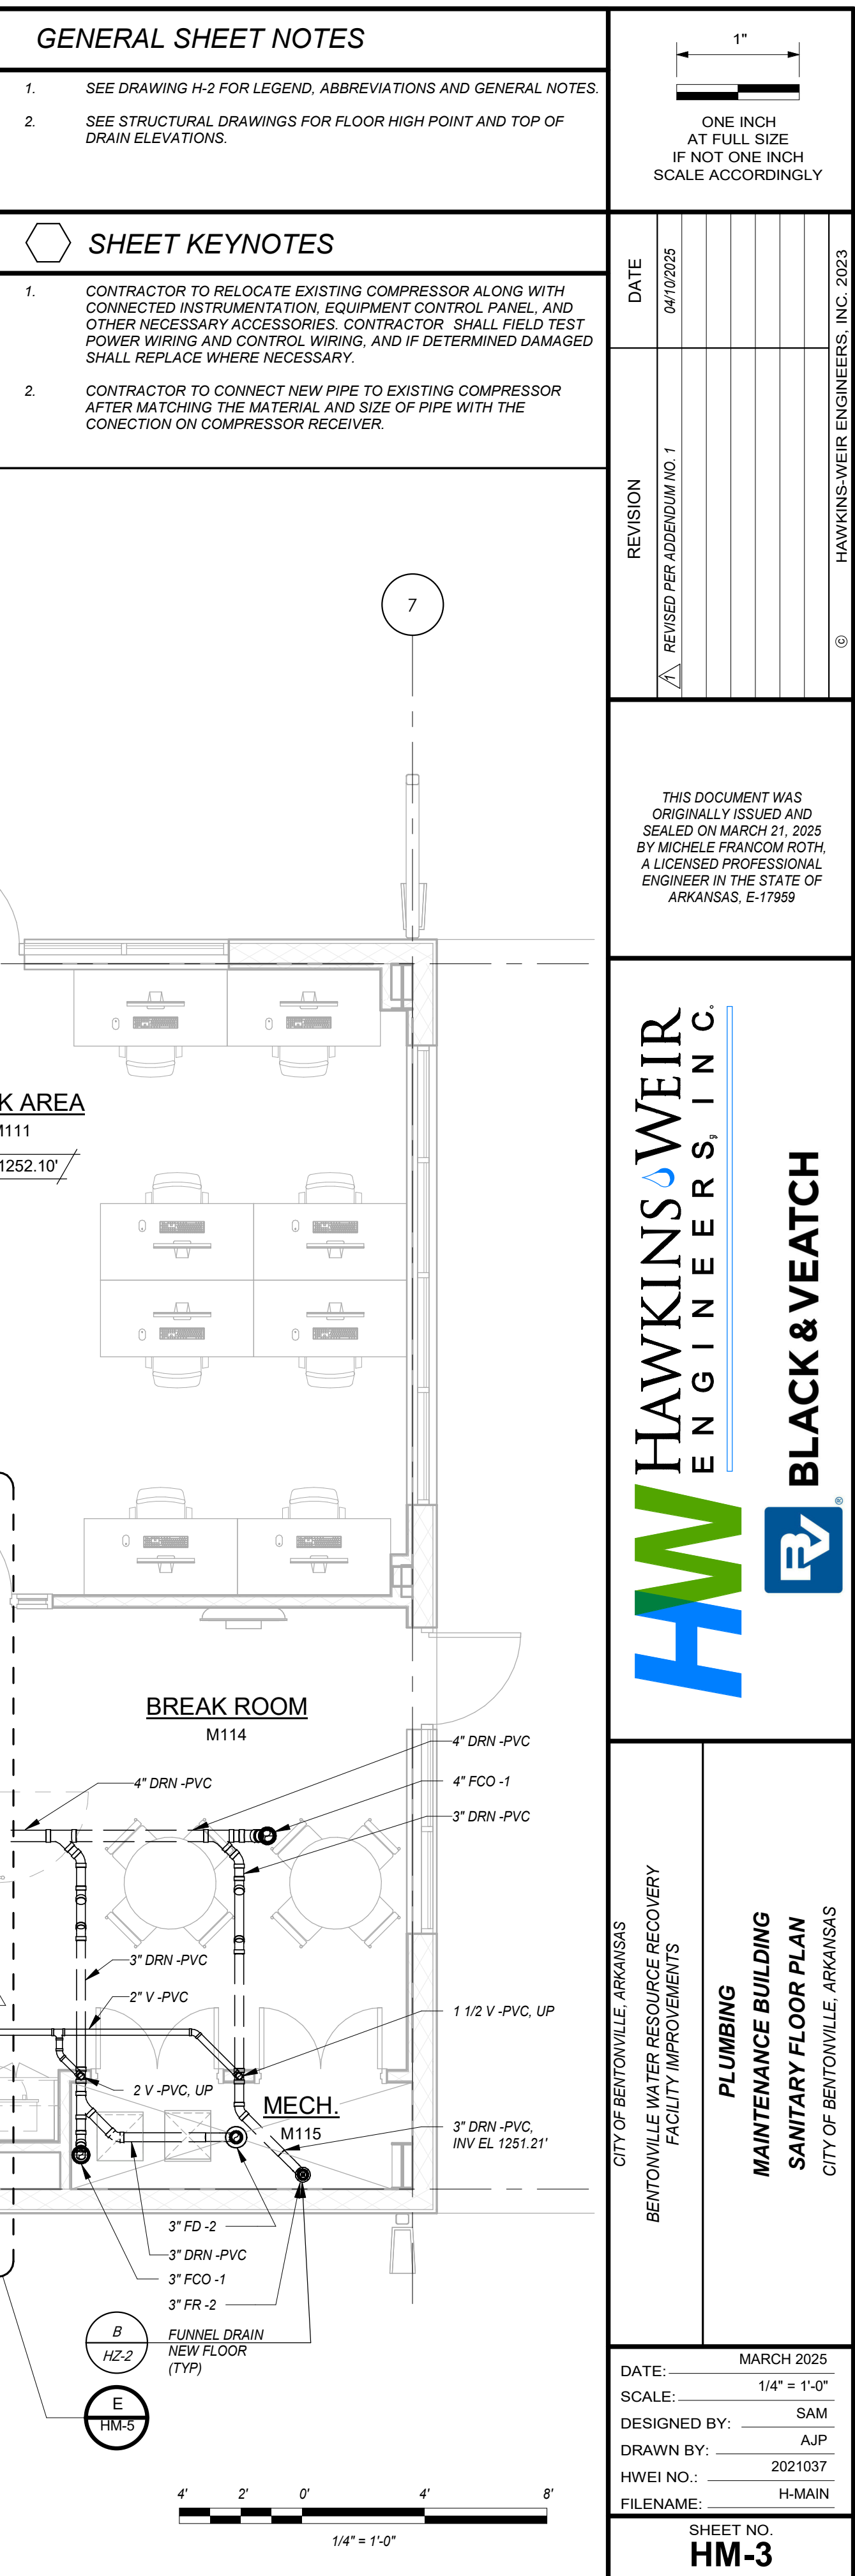 GENERAL SHEET NOTES
1. SEE DRAWING H-2 FOR LEGEND, ABBREVIATIONS AND GENERAL NOTES.
2. SEE STRUCTURAL DRAWINGS FOR FLOOR HIGH POINT AND TOP OF
DRAIN ELEVATIONS.
SHEET KEYNOTES
1. CONTRACTOR TO RELOCATE EXISTING COMPRESSOR ALONG WITH
CONNECTED INSTRUMENTATION, EQUIPMENT CONTROL PANEL, AND
OTHER NECESSARY ACCESSORIES. CONTRACTOR SHALL FIELD TEST
POWER WIRING AND CONTROL WIRING, AND IF DETERMINED DAMAGED
SHALL REPLACE WHERE NECESSARY.
2. CONTRACTOR TO CONNECT NEW PIPE TO EXISTING COMPRESSOR
AFTER MATCHING THE MATERIAL AND SIZE OF PIPE WITH THE
CONECTION ON COMPRESSOR RECEIVER.
7
K AREA
M111
1252.10'
BREAK ROOM
M114
4" DRN -PVC
4" DRN -PVC
4" FCO -1
3" DRN -PVC
3" DRN -PVC
2" V -PVC
1 1/2 V -PVC, UP
2 V -PVC, UP
MECH.
M115
3" DRN -PVC,
INV EL 1251.21'
3" FD -2
3" DRN -PVC
3" FCO -1
3" FR -2
B
HZ-2
FUNNEL DRAIN
NEW FLOOR
(TYP)
E
HM-5
4' 2' 0' 4' 8'
1/4" = 1'-0"
1"
ONE INCH
AT FULL SIZE
IF NOT ONE INCH
SCALE ACCORDINGLY
DATE
04/10/2025
REVISION
1 REVISED PER ADDENDUM NO. 1
© HAWKINS-WEIR ENGINEERS, INC. 2023
THIS DOCUMENT WAS
ORIGINALLY ISSUED AND
SEALED ON MARCH 21, 2025
BY MICHELE FRANCOM ROTH,
A LICENSED PROFESSIONAL
ENGINEER IN THE STATE OF
ARKANSAS, E-17959
HW
HAWKINS WEIR
ENGINEERS, INC.
BV
BLACK & VEATCH
®
CITY OF BENTONVILLE, ARKANSAS
BENTONVILLE WATER RESOURCE RECOVERY
FACILITY IMPROVEMENTS
PLUMBING
MAINTENANCE BUILDING
SANITARY FLOOR PLAN
CITY OF BENTONVILLE, ARKANSAS
DATE: MARCH 2025
SCALE: 1/4" = 1'-0"
DESIGNED BY: SAM
DRAWN BY: AJP
HWEI NO.: 2021037
FILENAME: H-MAIN
SHEET NO.
HM-3